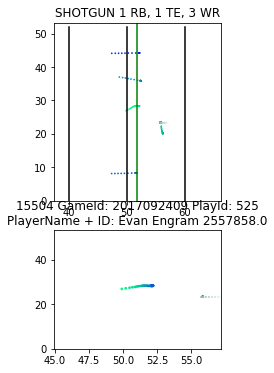 SHOTGUN 1 RB, 1 TE, 3 WR
50
40
30
20
10
0
40 50 60
15504 GameId: 2017092409 PlayId: 525
PlayerName + ID: Evan Engram 2557858.0
40
20
0
45.0 47.5 50.0 52.5 55.0